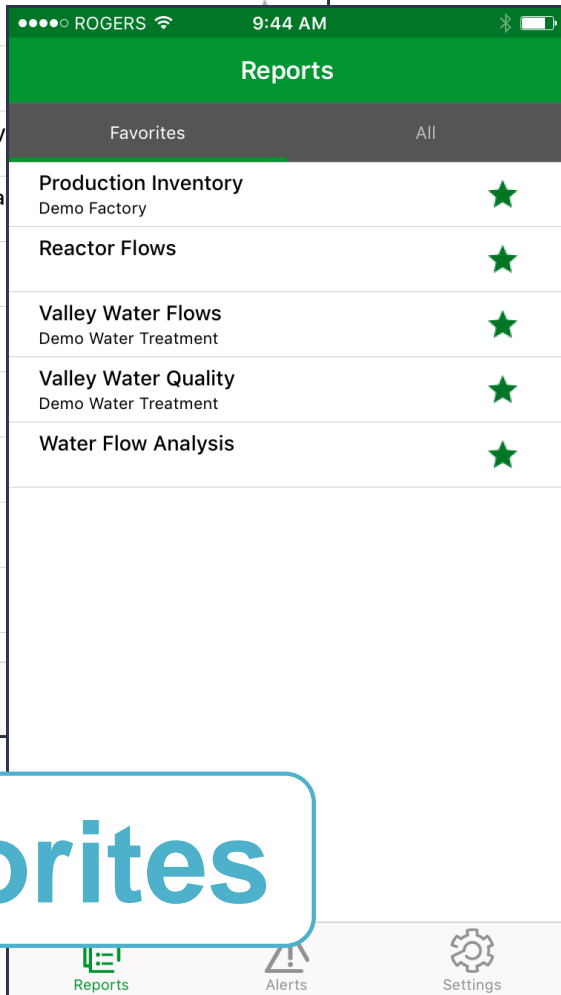 ROGERS 9:44 AM
Reports
Favorites All
Production Inventory
Demo Factory
Reactor Flows
Valley Water Flows
Demo Water Treatment
Valley Water Quality
Demo Water Treatment
Water Flow Analysis
orites
Reports Alerts Settings